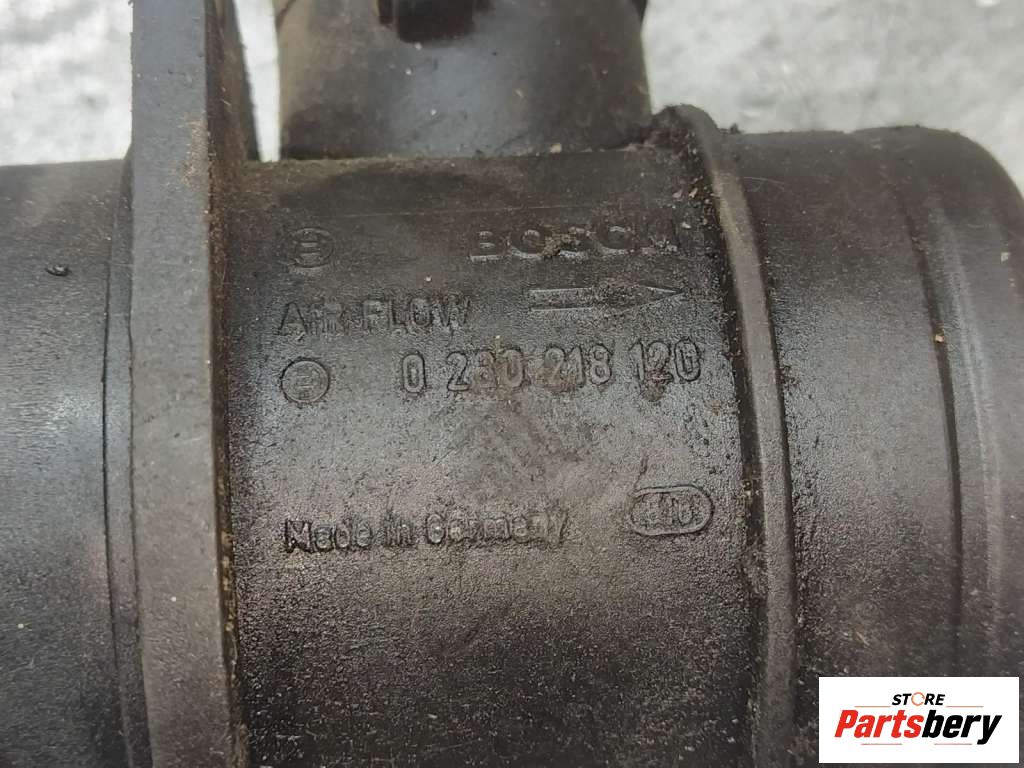 BOSCH
AIR FLOW
0 280 218 120
Made in Germany
STORE
Partsbery